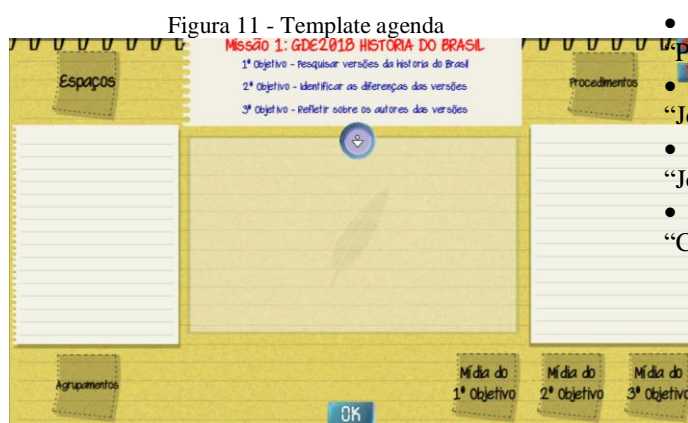 Figura 11 - Template agenda
Missão 1: GDE2018 HISTÓRIA DO BRASIL
1º Objetivo - Pesquisar versões da historia do Brasil
2º Objetivo - Identificar as diferenças das versões
3º Objetivo - Refletir sobre os autores das versões
Espaços
Procedimentos
•
•
•
•
Agrupamentos
Mídia do 1º Objetivo
Mídia do 2º Objetivo
Mídia do 3º Objetivo
OK